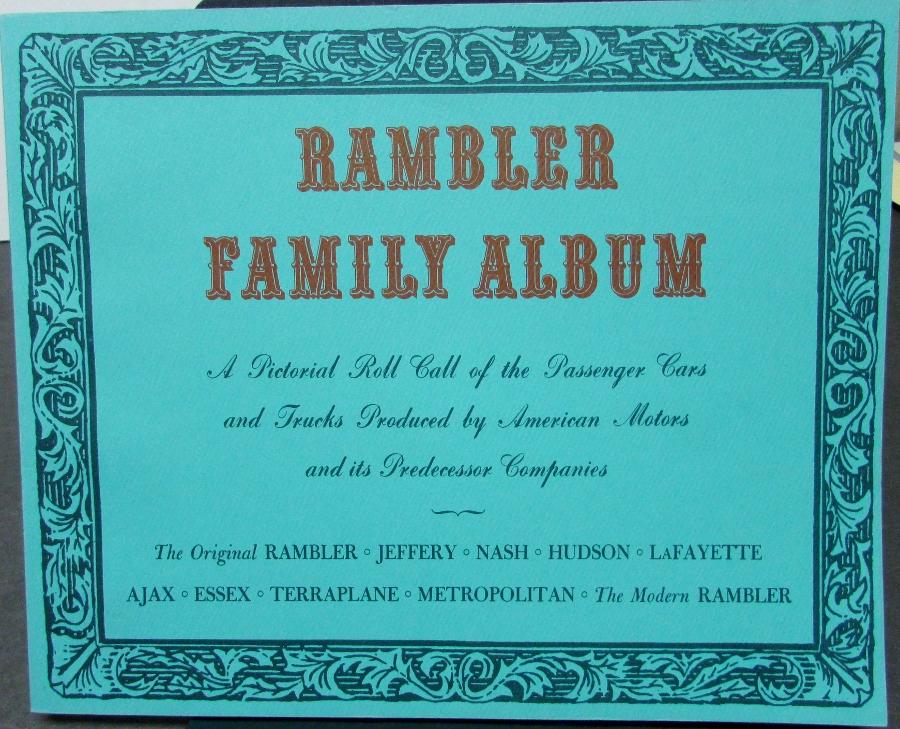 RAMBLER
FAMILY ALBUM
A Pictorial Roll Call of the Passenger Cars
and Trucks Produced by American Motors
and its Predecessor Companies
The Original RAMBLER ◦ JEFFERY ◦ NASH ◦ HUDSON ◦ LAFAYETTE
AJAX ◦ ESSEX ◦ TERRAPLANE ◦ METROPOLITAN ◦ The Modern RAMBLER